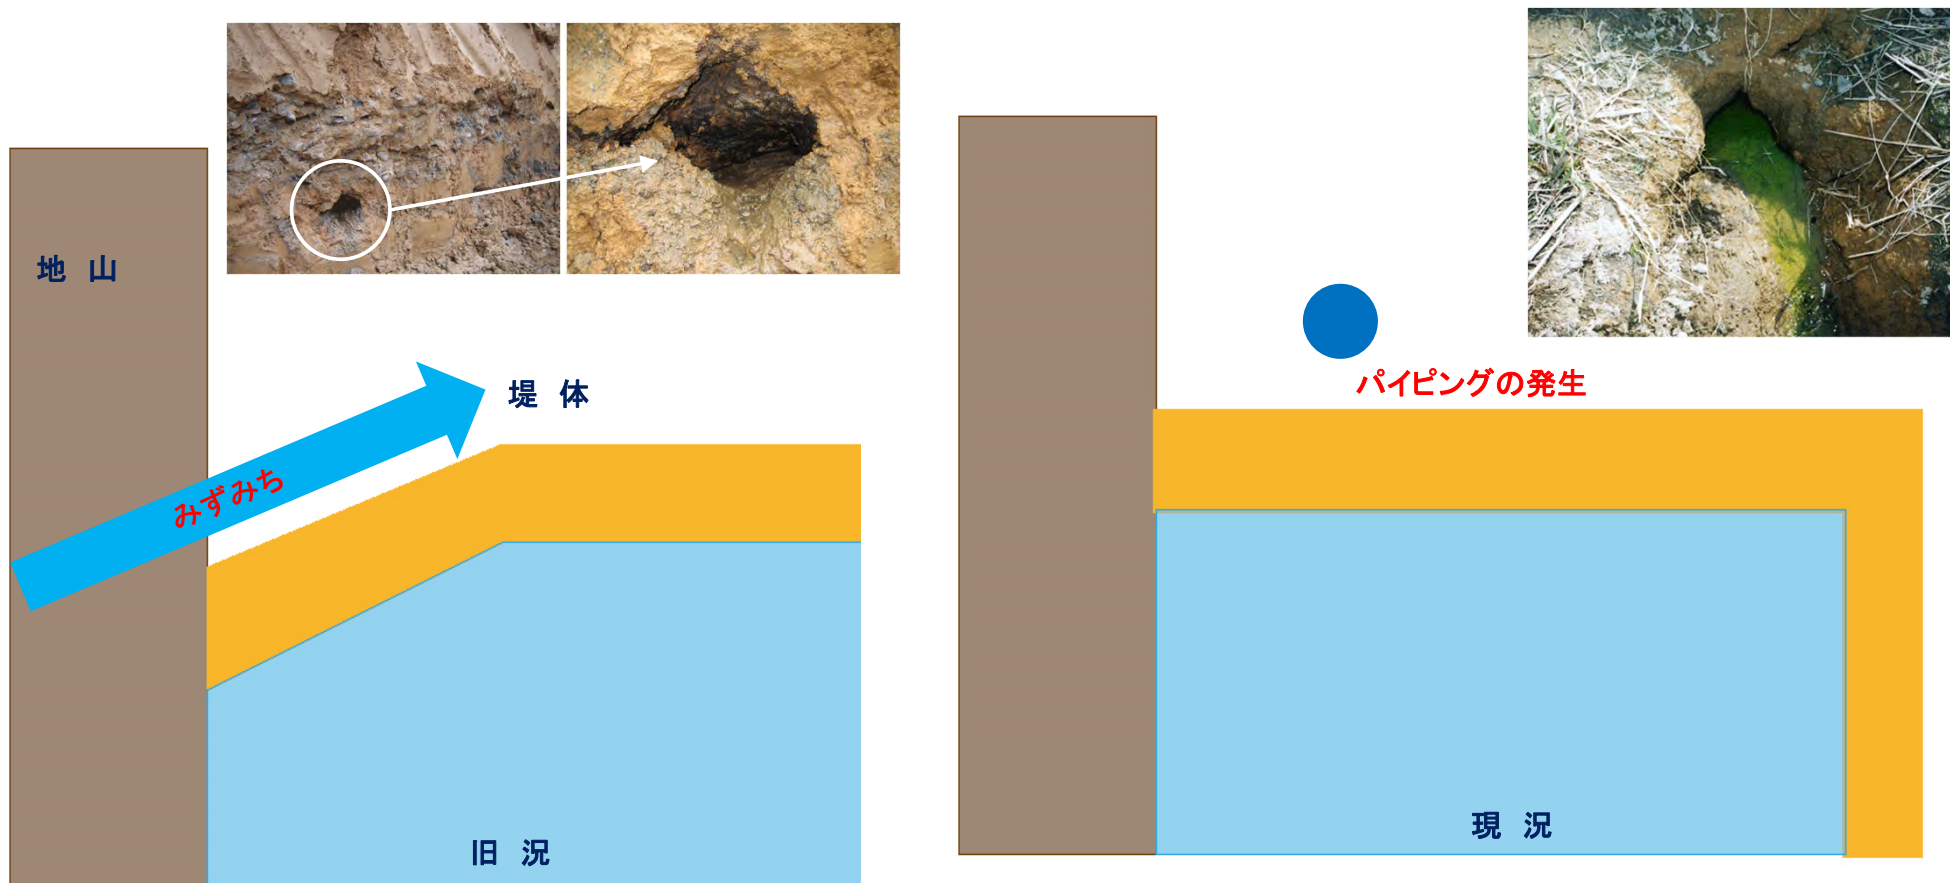 地 山
堤 体
みずみち
旧 況
パイピングの発生
現 況